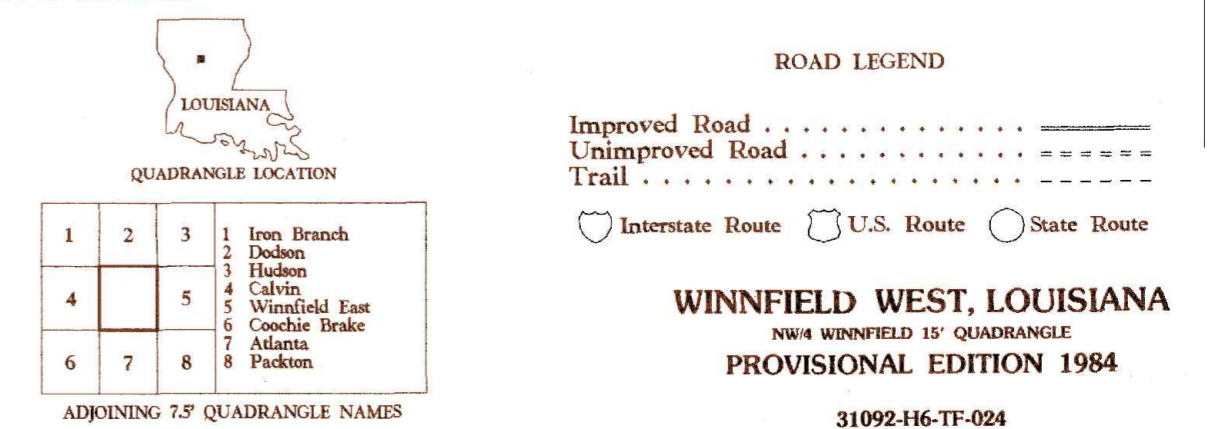 LOUISIANA
QUADRANGLE LOCATION
1 2 3
4 5
6 7 8
1 Iron Branch
2 Dodson
3 Hudson
4 Calvin
5 Winnfield East
6 Coochie Brake
7 Atlanta
8 Packton
ADJOINING 7.5' QUADRANGLE NAMES
ROAD LEGEND
Improved Road
Unimproved Road
Trail
Interstate Route U.S. Route State Route
WINNFIELD WEST, LOUISIANA
NW/4 WINNFIELD 15' QUADRANGLE
PROVISIONAL EDITION 1984
31092-H6-TF-024